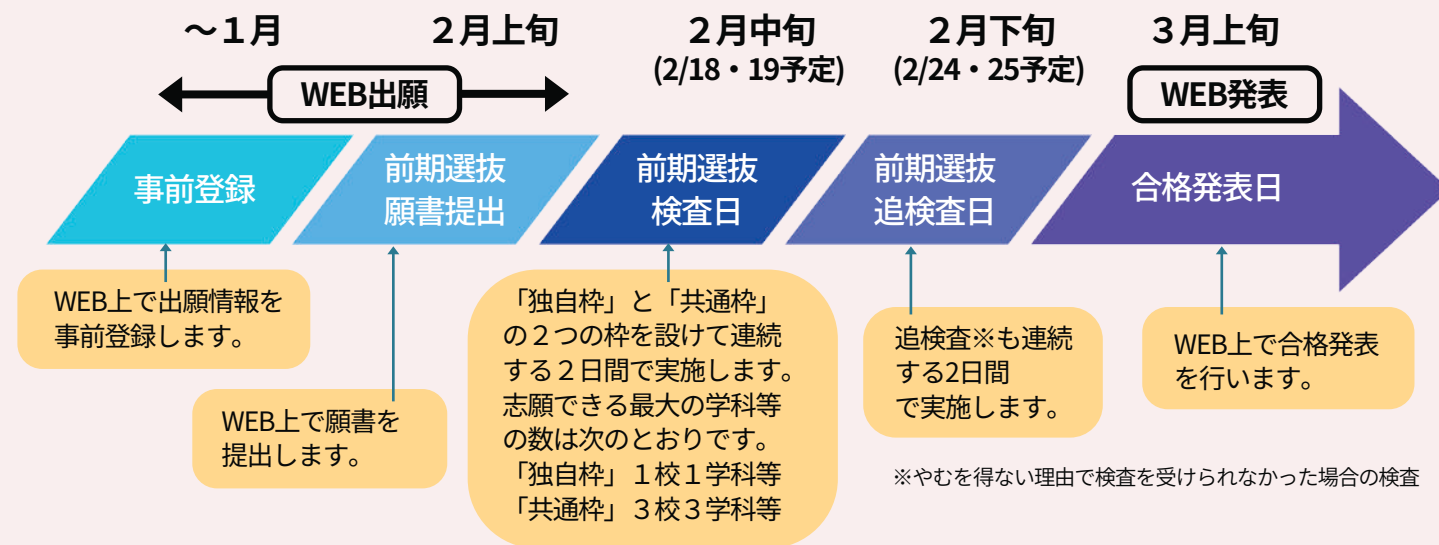 ～１月
２月上旬
２月中旬
(2/18・19予定)
２月下旬
(2/24・25予定)
３月上旬
WEB出願
WEB発表
事前登録
前期選抜
願書提出
前期選抜
検査日
前期選抜
追検査日
合格発表日
WEB上で出願情報を
事前登録します。
WEB上で願書を
提出します。
「独自枠」と「共通枠」
の２つの枠を設けて連続
する２日間で実施します。
志願できる最大の学科等
の数は次のとおりです。
「独自枠」１校１学科等
「共通枠」３校３学科等
追検査※も連続
する2日間
で実施します。
WEB上で合格発表
を行います。
※やむを得ない理由で検査を受けられなかった場合の検査